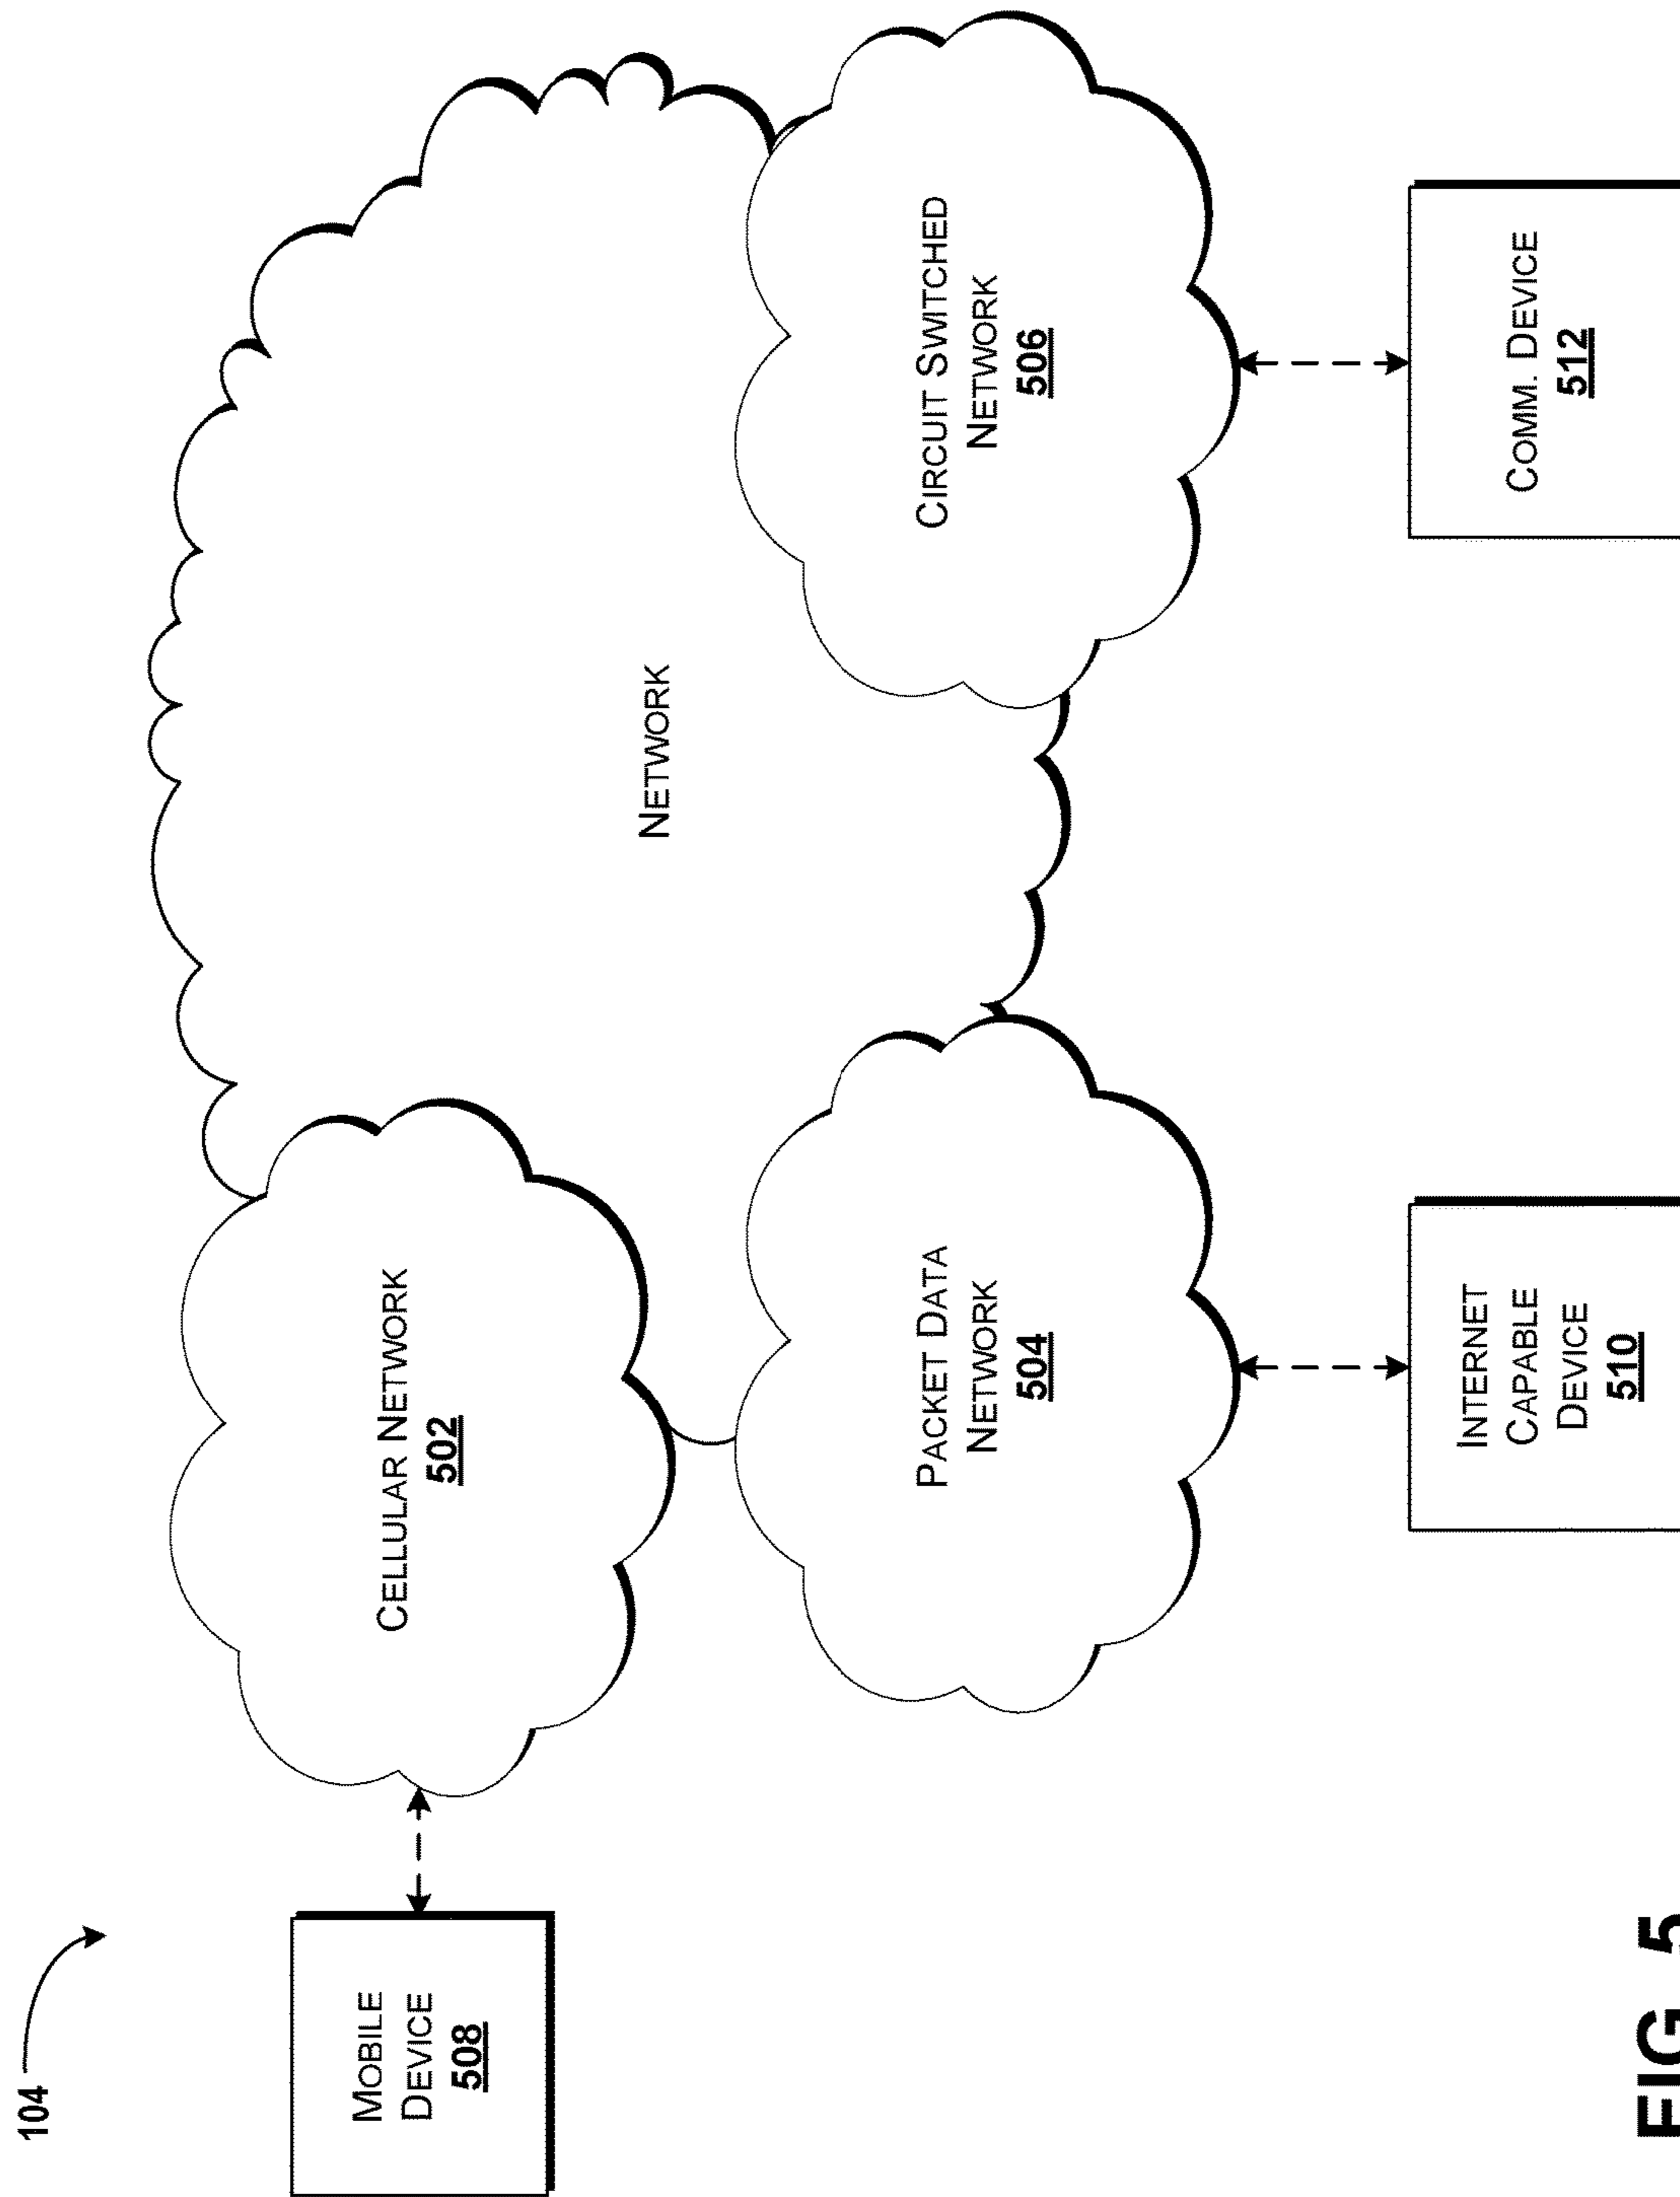 104
MOBILE
DEVICE
508
CELLULAR NETWORK
502
NETWORK
PACKET DATA
NETWORK
504
CIRCUIT SWITCHED
NETWORK
506
INTERNET
CAPABLE
DEVICE
510
COMM. DEVICE
512
FIG. 5